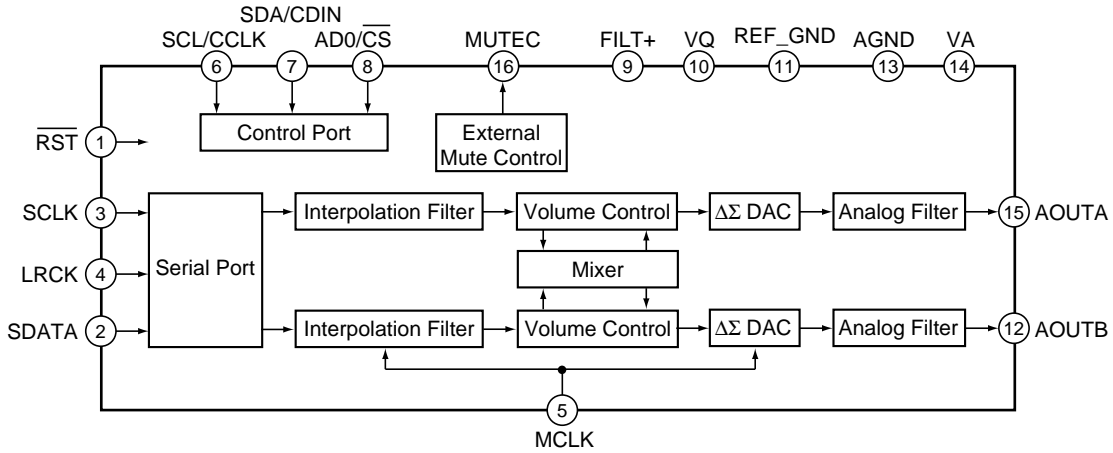 SDA/CDIN
SCL/CCLK
AD0/CS
MUTEC
FILT+
VQ
REF_GND
AGND
VA
6
7
8
16
9
10
11
13
14
Control Port
External
Mute Control
RST
1
SCLK
3
LRCK
4
SDATA
2
Serial Port
Interpolation Filter
Volume Control
ΔΣ DAC
Analog Filter
15
AOUTA
Mixer
Interpolation Filter
Volume Control
ΔΣ DAC
Analog Filter
12
AOUTB
5
MCLK